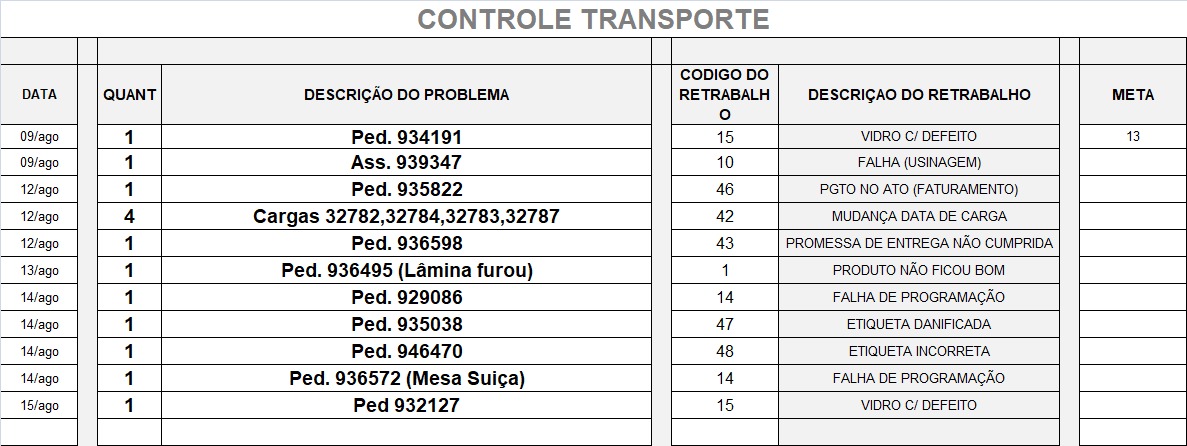 CONTROLE TRANSPORTE
DATA QUANT DESCRIÇÃO DO PROBLEMA CODIGO DO RETRABALHO DESCRIÇAO DO RETRABALHO META
09/ago 1 Ped. 934191 15 VIDRO C/ DEFEITO 13
09/ago 1 Ass. 939347 10 FALHA (USINAGEM)
12/ago 1 Ped. 935822 46 PGTO NO ATO (FATURAMENTO)
12/ago 4 Cargas 32782,32784,32783,32787 42 MUDANÇA DATA DE CARGA
12/ago 1 Ped. 936598 43 PROMESSA DE ENTREGA NÃO CUMPRIDA
13/ago 1 Ped. 936495 (Lâmina furou) 1 PRODUTO NÃO FICOU BOM
14/ago 1 Ped. 929086 14 FALHA DE PROGRAMAÇÃO
14/ago 1 Ped. 935038 47 ETIQUETA DANIFICADA
14/ago 1 Ped. 946470 48 ETIQUETA INCORRETA
14/ago 1 Ped. 936572 (Mesa Suiça) 14 FALHA DE PROGRAMAÇÃO
15/ago 1 Ped 932127 15 VIDRO C/ DEFEITO